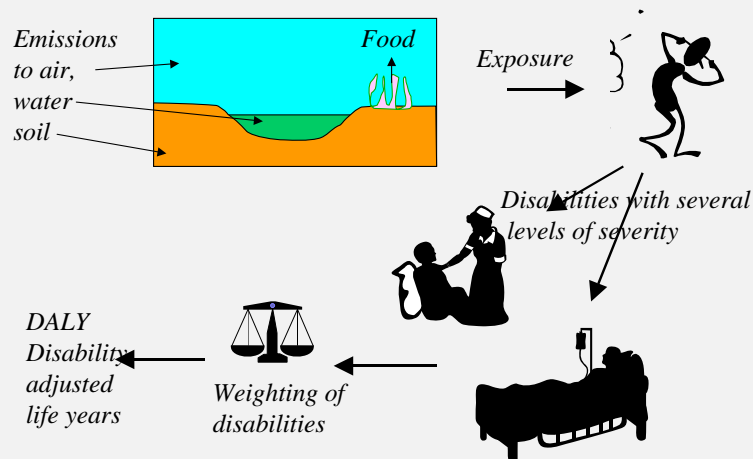 Emissions
to air,
water
soil
Food
Exposure
Disabilities with several
levels of severity
Weighting of
disabilities
DALY
Disability
adjusted
life years